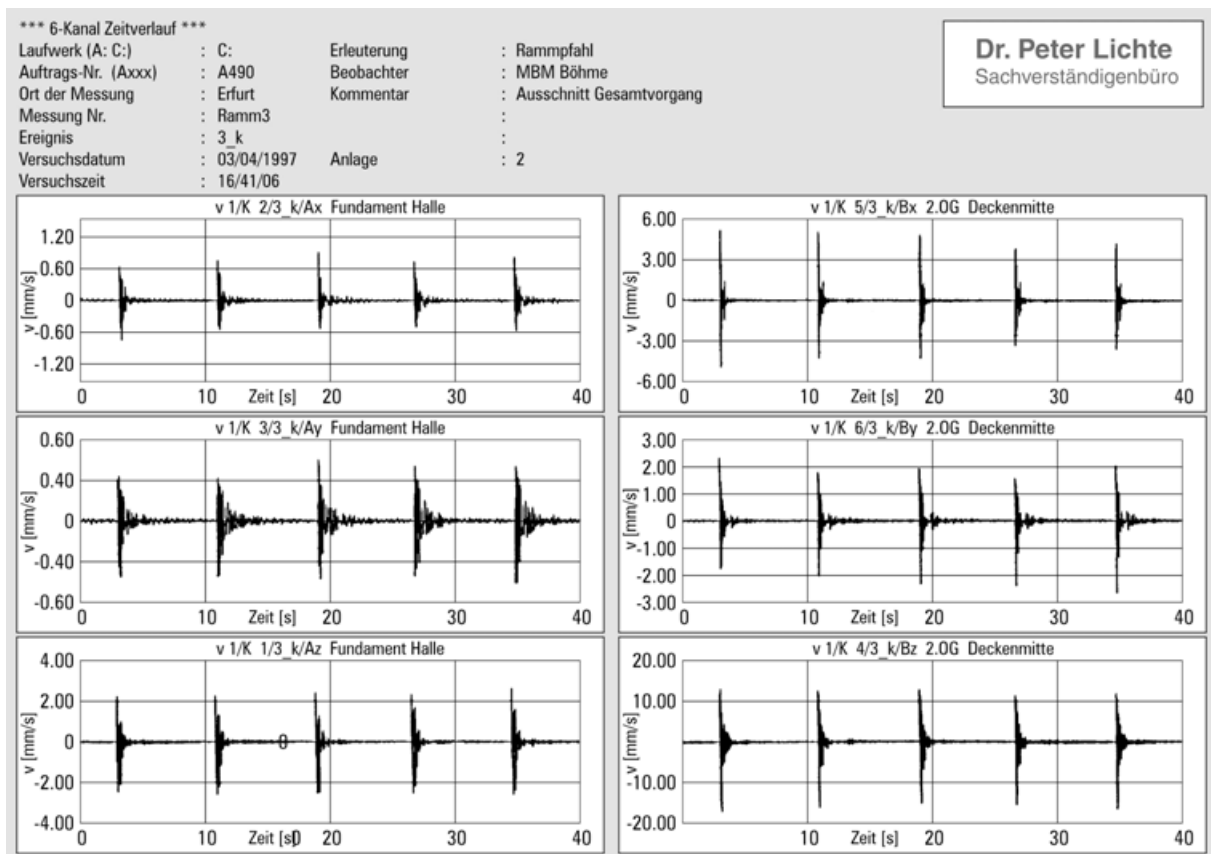 *** 6-Kanal Zeitverlauf ***
Laufwerk (A: C:) : C: Erleuterung : Rammpfahl
Auftrags-Nr. (Axxx) : A490 Beobachter : MBM Böhme
Ort der Messung : Erfurt Kommentar : Ausschnitt Gesamtvorgang
Messung Nr. : Ramm3 :
Ereignis : 3_k :
Versuchsdatum : 03/04/1997 Anlage : 2
Versuchszeit : 16/41/06
Dr. Peter Lichte
Sachverständigenbüro
v 1/K 2/3_k/Ax Fundament Halle
1.20
0.60
0
-0.60
-1.20
v [mm/s]
0 10 Zeit [s] 20 30 40
v 1/K 5/3_k/Bx 2.0G Deckenmitte
6.00
3.00
0
-3.00
-6.00
v [mm/s]
0 10 Zeit [s] 20 30 40
v 1/K 3/3_k/Ay Fundament Halle
0.60
0.40
0
-0.40
-0.60
v [mm/s]
0 10 Zeit [s] 20 30 40
v 1/K 6/3_k/By 2.0G Deckenmitte
3.00
2.00
1.00
0
-1.00
-2.00
-3.00
v [mm/s]
0 10 Zeit [s] 20 30 40
v 1/K 1/3_k/Az Fundament Halle
4.00
2.00
0
-2.00
-4.00
v [mm/s]
0 10 Zeit [s] 20 30 40
v 1/K 4/3_k/Bz 2.0G Deckenmitte
20.00
10.00
0
-10.00
-20.00
v [mm/s]
0 10 Zeit [s] 20 30 40